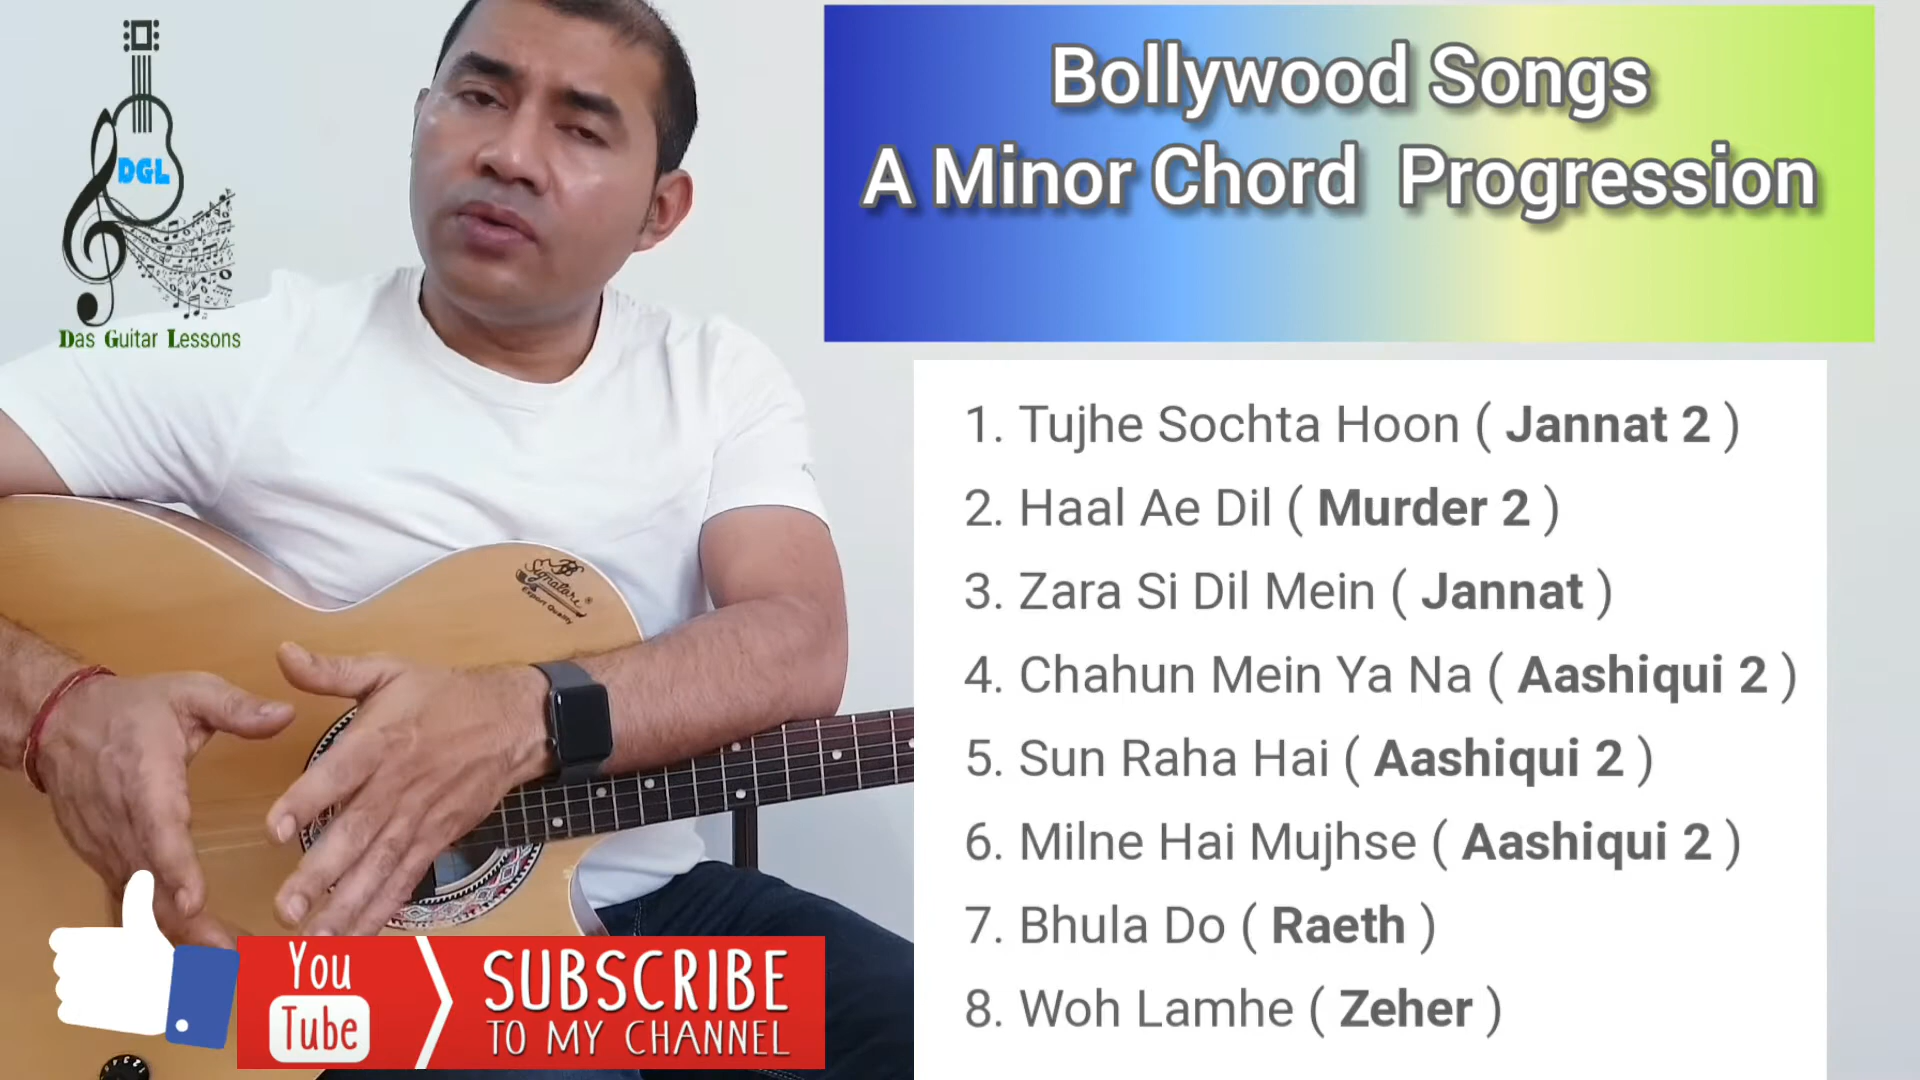 DGL
Das Guitar Lessons
Bollywood Songs
A Minor Chord Progression
1. Tujhe Sochta Hoon ( Jannat 2 )
2. Haal Ae Dil ( Murder 2 )
3. Zara Si Dil Mein ( Jannat )
4. Chahun Mein Ya Na ( Aashiqui 2 )
5. Sun Raha Hai ( Aashiqui 2 )
6. Milne Hai Mujhse ( Aashiqui 2 )
7. Bhula Do ( Raeth )
8. Woh Lamhe ( Zeher )
Signature
Export Quality
You
Tube
SUBSCRIBE
TO MY CHANNEL